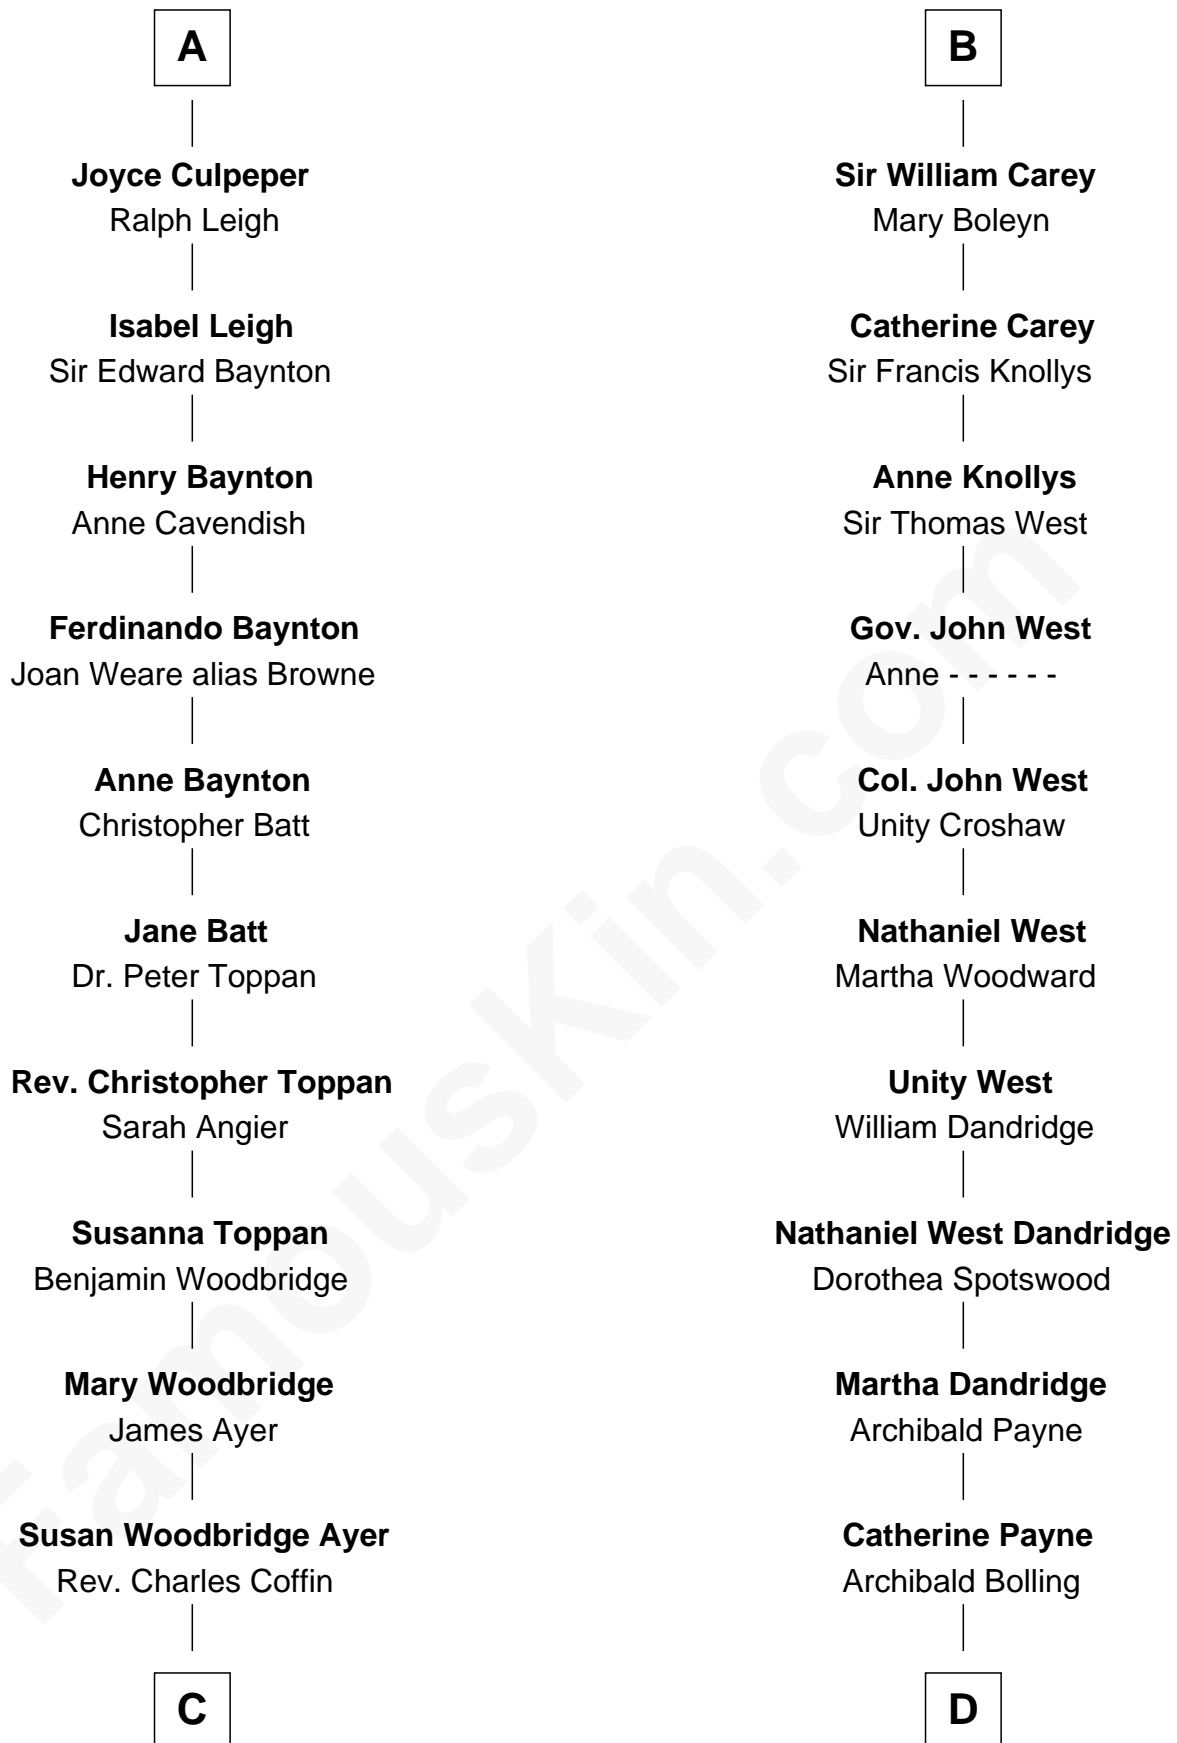 A
Joyce Culpeper
Ralph Leigh
Isabel Leigh
Sir Edward Baynton
Henry Baynton
Anne Cavendish
Ferdinando Baynton
Joan Weare alias Browne
Anne Baynton
Christopher Batt
Jane Batt
Dr. Peter Toppan
Rev. Christopher Toppan
Sarah Angier
Susanna Toppan
Benjamin Woodbridge
Mary Woodbridge
James Ayer
Susan Woodbridge Ayer
Rev. Charles Coffin
C
B
Sir William Carey
Mary Boleyn
Catherine Carey
Sir Francis Knollys
Anne Knollys
Sir Thomas West
Gov. John West
Anne - - - - - -
Col. John West
Unity Croshaw
Nathaniel West
Martha Woodward
Unity West
William Dandridge
Nathaniel West Dandridge
Dorothea Spotswood
Martha Dandridge
Archibald Payne
Catherine Payne
Archibald Bolling
D
FamousKin.com